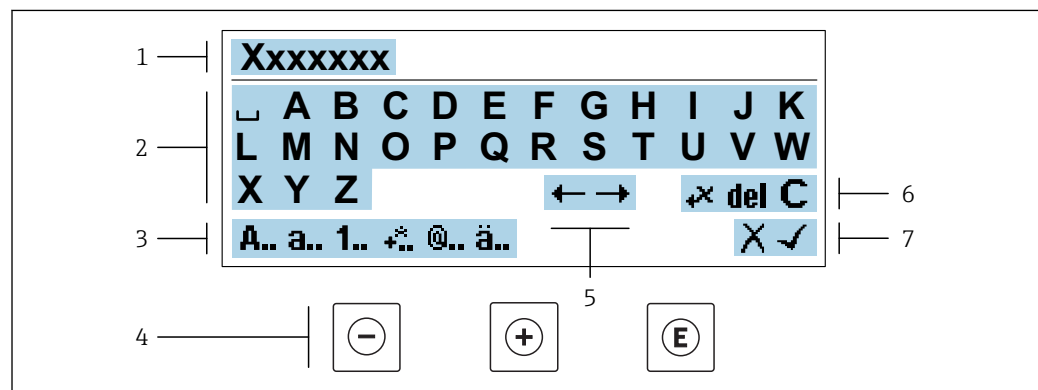 1
Xxxxxxx
2
␣ A B C D E F G H I J K
L M N O P Q R S T U V W
X Y Z ← → ⤶x del C
6
3
A.. a.. 1.. +*.. @.. ä.. X ✓
7
5
4
− + E